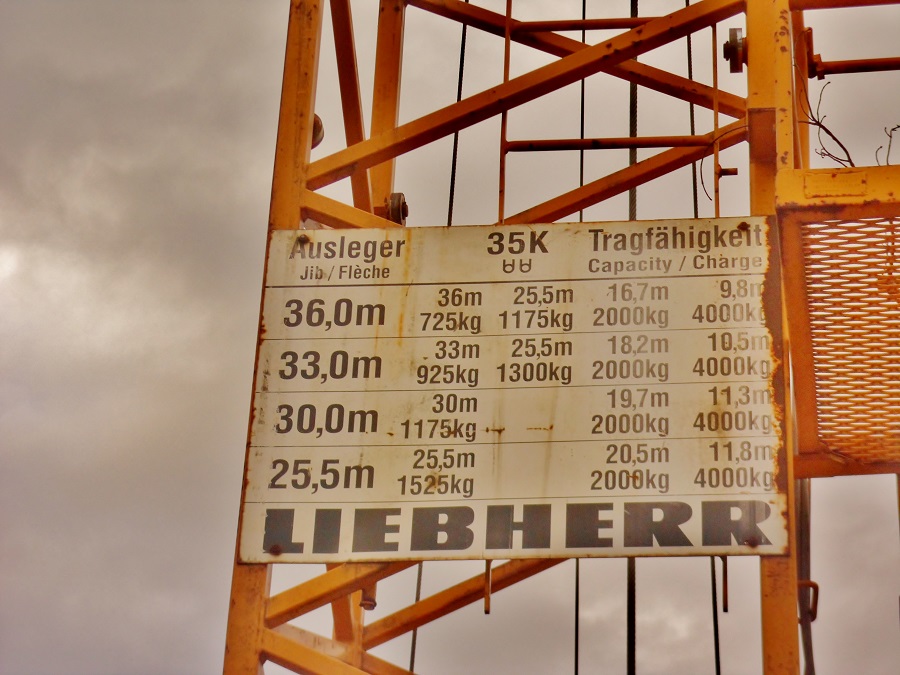 Ausleger 35K Tragfähigkeit
Jib / Flèche Capacity / Charge
36,0m 36m 25,5m 16,7m 9,8m
725kg 1175kg 2000kg 4000kg
33,0m 33m 25,5m 18,2m 10,5m
925kg 1300kg 2000kg 4000kg
30,0m 30m 19,7m 11,3m
1175kg 2000kg 4000kg
25,5m 25,5m 20,5m 11,8m
1525kg 2000kg 4000kg
LIEBHERR